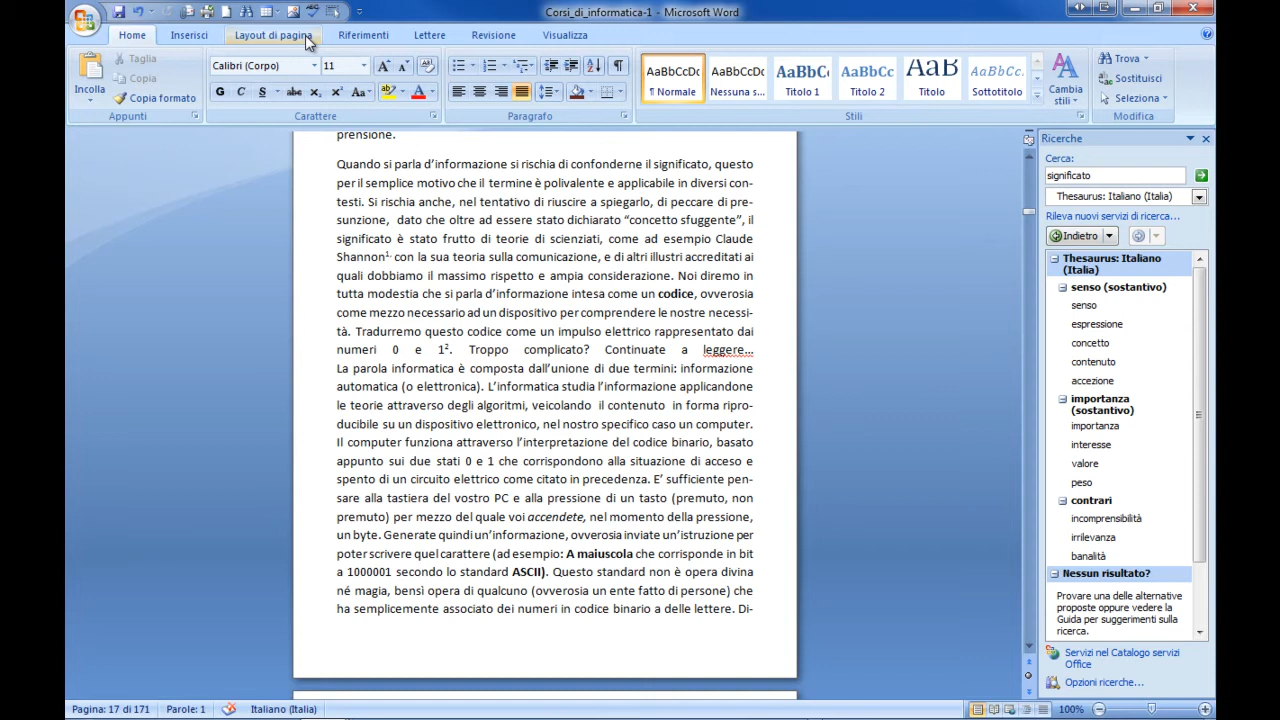 Corsi_di_informatica-1 - Microsoft Word
Home Inserisci Layout di pagina Riferimenti Lettere Revisione Visualizza
Incolla
Taglia
Copia
Copia formato
Appunti
Calibri (Corpo) 11
G C S abc x₂ x² Aa
Carattere
Paragrafo
AaBbCcDc
¶ Normale
AaBbCcDc
Nessuna s...
AaBbC
Titolo 1
AaBbCc
Titolo 2
AaB
Titolo
AaBbCc
Sottotitolo
Cambia stili
Stili
Trova
Sostituisci
Seleziona
Modifica
prensione.
Quando si parla d’informazione si rischia di confonderne il significato, questo
per il semplice motivo che il termine è polivalente e applicabile in diversi con-
testi. Si rischia anche, nel tentativo di riuscire a spiegarlo, di peccare di pre-
sunzione, dato che oltre ad essere stato dichiarato “concetto sfuggente”, il
significato è stato frutto di teorie di scienziati, come ad esempio Claude
Shannon¹, con la sua teoria sulla comunicazione, e di altri illustri accreditati ai
quali dobbiamo il massimo rispetto e ampia considerazione. Noi diremo in
tutta modestia che si parla d’informazione intesa come un codice, ovverosia
come mezzo necessario ad un dispositivo per comprendere le nostre necessi-
tà. Tradurremo questo codice come un impulso elettrico rappresentato dai
numeri 0 e 1². Troppo complicato? Continuate a leggere…
La parola informatica è composta dall’unione di due termini: informazione
automatica (o elettronica). L’informatica studia l’informazione applicandone
le teorie attraverso degli algoritmi, veicolando il contenuto in forma ripro-
ducibile su un dispositivo elettronico, nel nostro specifico caso un computer.
Il computer funziona attraverso l’interpretazione del codice binario, basato
appunto sui due stati 0 e 1 che corrispondono alla situazione di acceso e
spento di un circuito elettrico come citato in precedenza. E’ sufficiente pen-
sare alla tastiera del vostro PC e alla pressione di un tasto (premuto, non
premuto) per mezzo del quale voi accendete, nel momento della pressione,
un byte. Generate quindi un’informazione, ovverosia inviate un’istruzione per
poter scrivere quel carattere (ad esempio: A maiuscola che corrisponde in bit
a 1000001 secondo lo standard ASCII). Questo standard non è opera divina
né magia, bensì opera di qualcuno (ovverosia un ente fatto di persone) che
ha semplicemente associato dei numeri in codice binario a delle lettere. Di-
Ricerche
Cerca:
significato
Thesaurus: Italiano (Italia)
Rileva nuovi servizi di ricerca...
Indietro
Thesaurus: Italiano
(Italia)
senso (sostantivo)
senso
espressione
concetto
contenuto
accezione
importanza
(sostantivo)
importanza
interesse
valore
peso
contrari
incomprensibilità
irrilevanza
banalità
Nessun risultato?
Provare una delle alternative
proposte oppure vedere la
Guida per suggerimenti sulla
ricerca.
Servizi nel Catalogo servizi
Office
Opzioni ricerche...
Pagina: 17 di 171 Parole: 1 Italiano (Italia) 100%